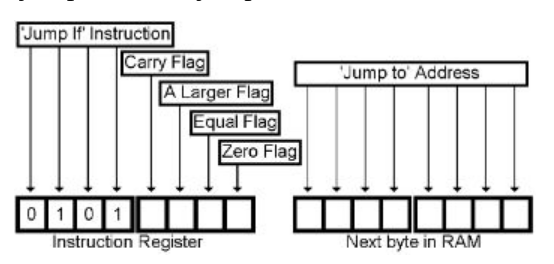 'Jump If' Instruction
Carry Flag
'Jump to' Address
A Larger Flag
Equal Flag
Zero Flag
0 1 0 1
Instruction Register
Next byte in RAM